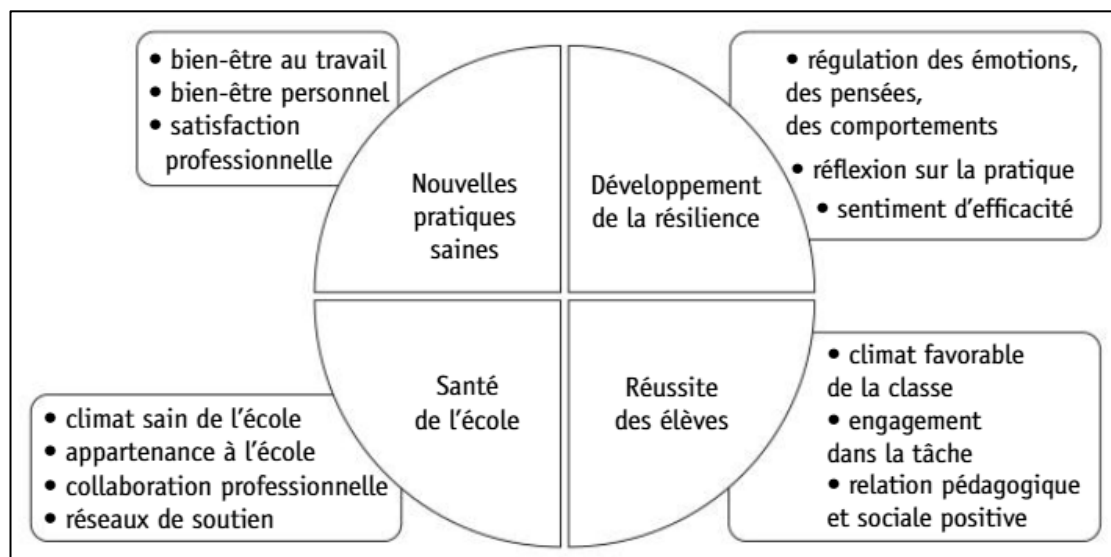 • bien-être au travail
• bien-être personnel
• satisfaction
professionnelle
Nouvelles
pratiques
saines
• régulation des émotions,
des pensées,
des comportements
• réflexion sur la pratique
• sentiment d’efficacité
Développement
de la résilience
Santé
de l’école
• climat sain de l’école
• appartenance à l’école
• collaboration professionnelle
• réseaux de soutien
Réussite
des élèves
• climat favorable
de la classe
• engagement
dans la tâche
• relation pédagogique
et sociale positive